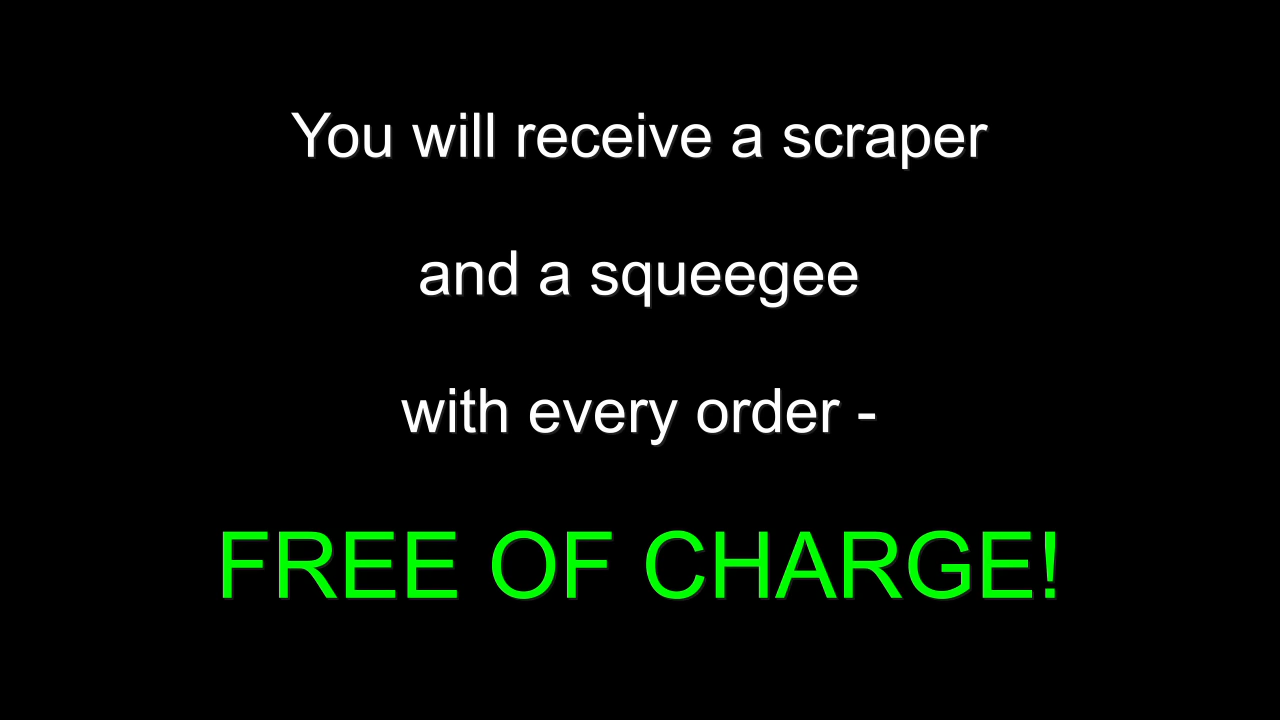 You will receive a scraper
and a squeegee
with every order -
FREE OF CHARGE!